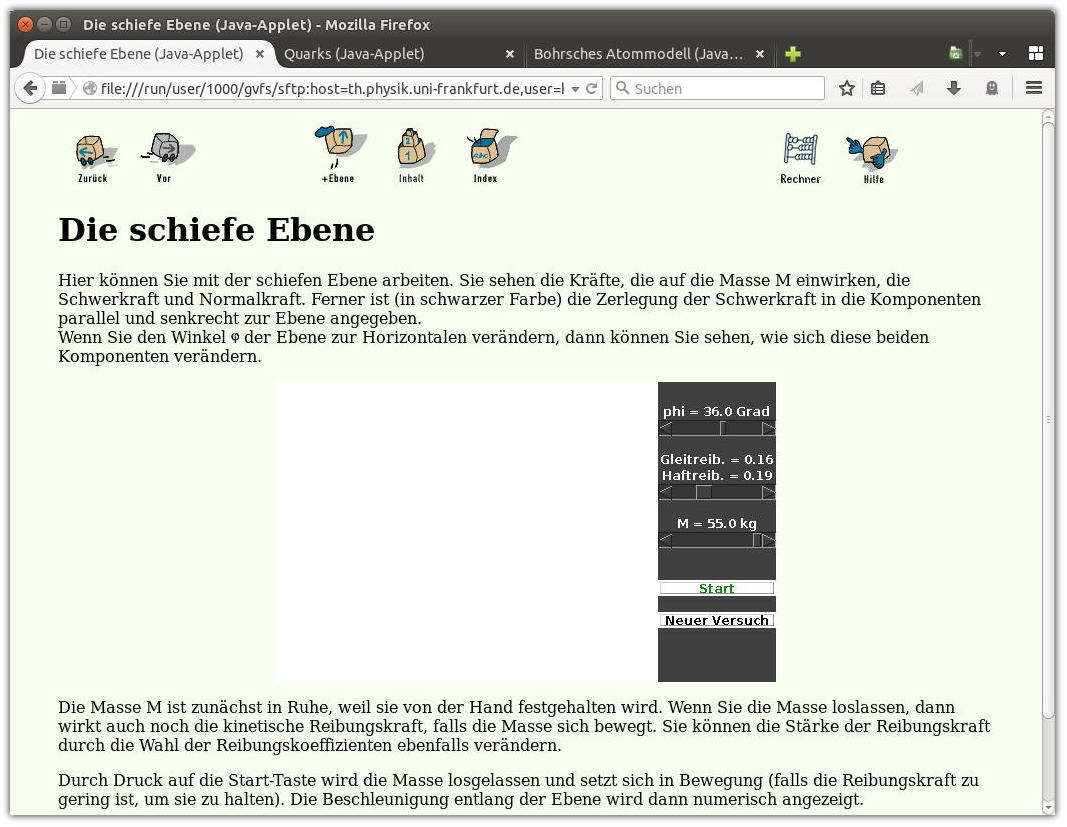 Die schiefe Ebene (Java-Applet) - Mozilla Firefox
Die schiefe Ebene (Java-Applet) × Quarks (Java-Applet) × Bohrsches Atommodell (Java... ×
file:///run/user/1000/gvfs/sftp:host=th.physik.uni-frankfurt.de,user=l Suchen
Zurück Vor +Ebene Inhalt Index Rechner Hilfe
Die schiefe Ebene
Hier können Sie mit der schiefen Ebene arbeiten. Sie sehen die Kräfte, die auf die Masse M einwirken, die
Schwerkraft und Normalkraft. Ferner ist (in schwarzer Farbe) die Zerlegung der Schwerkraft in die Komponenten
parallel und senkrecht zur Ebene angegeben.
Wenn Sie den Winkel φ der Ebene zur Horizontalen verändern, dann können Sie sehen, wie sich diese beiden
Komponenten verändern.
phi = 36.0 Grad
Gleitreib. = 0.16
Haftreib. = 0.19
M = 55.0 kg
Start
Neuer Versuch
Die Masse M ist zunächst in Ruhe, weil sie von der Hand festgehalten wird. Wenn Sie die Masse loslassen, dann
wirkt auch noch die kinetische Reibungskraft, falls die Masse sich bewegt. Sie können die Stärke der Reibungskraft
durch die Wahl der Reibungskoeffizienten ebenfalls verändern.
Durch Druck auf die Start-Taste wird die Masse losgelassen und setzt sich in Bewegung (falls die Reibungskraft zu
gering ist, um sie zu halten). Die Beschleunigung entlang der Ebene wird dann numerisch angezeigt.